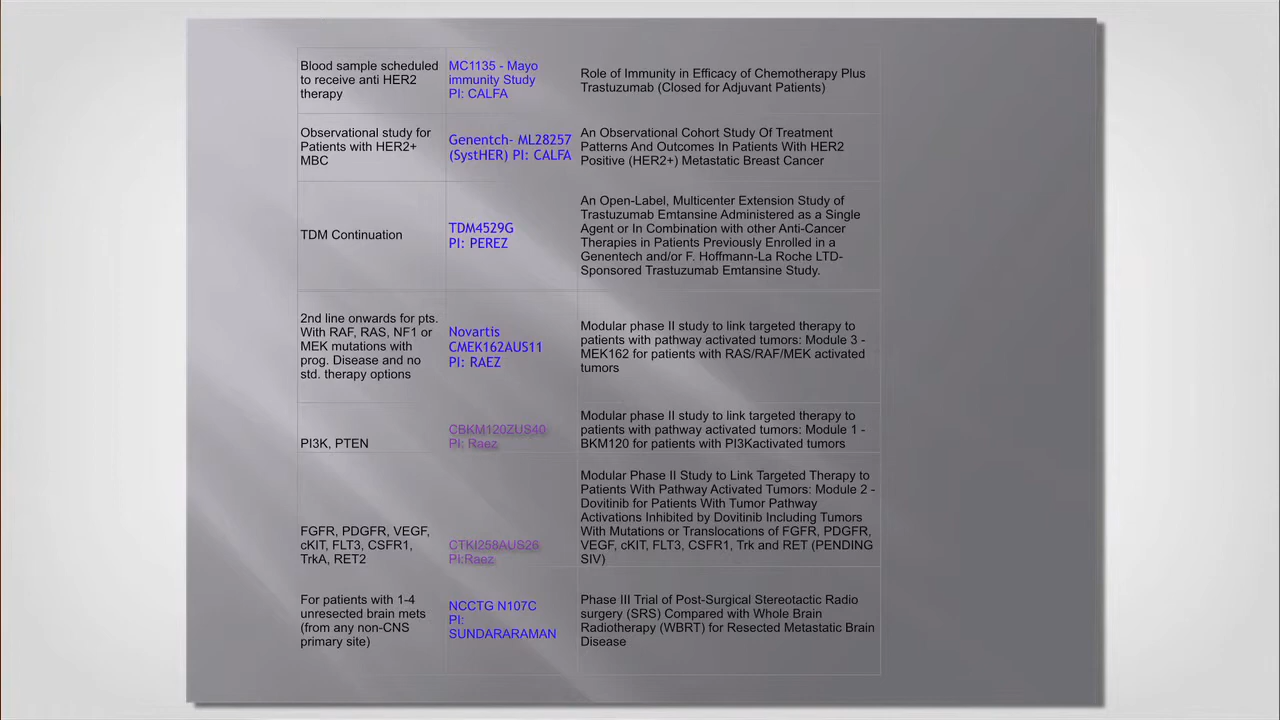 Blood sample scheduled
to receive anti HER2
therapy
MC1135 - Mayo
immunity Study
PI: CALFA
Role of Immunity in Efficacy of Chemotherapy Plus
Trastuzumab (Closed for Adjuvant Patients)
Observational study for
Patients with HER2+
MBC
Genentch- ML28257
(SystHER) PI: CALFA
An Observational Cohort Study Of Treatment
Patterns And Outcomes In Patients With HER2
Positive (HER2+) Metastatic Breast Cancer
TDM Continuation
TDM4529G
PI: PEREZ
An Open-Label, Multicenter Extension Study of
Trastuzumab Emtansine Administered as a Single
Agent or In Combination with other Anti-Cancer
Therapies in Patients Previously Enrolled in a
Genentech and/or F. Hoffmann-La Roche LTD-
Sponsored Trastuzumab Emtansine Study.
2nd line onwards for pts.
With RAF, RAS, NF1 or
MEK mutations with
prog. Disease and no
std. therapy options
Novartis
CMEK162AUS11
PI: RAEZ
Modular phase II study to link targeted therapy to
patients with pathway activated tumors: Module 3 -
MEK162 for patients with RAS/RAF/MEK activated
tumors
PI3K, PTEN
CBKM120ZUS40
PI: Raez
Modular phase II study to link targeted therapy to
patients with pathway activated tumors: Module 1 -
BKM120 for patients with PI3Kactivated tumors
FGFR, PDGFR, VEGF,
cKIT, FLT3, CSFR1,
TrkA, RET2
CTKI258AUS26
PI:Raez
Modular Phase II Study to Link Targeted Therapy to
Patients With Pathway Activated Tumors: Module 2 -
Dovitinib for Patients With Tumor Pathway
Activations Inhibited by Dovitinib Including Tumors
With Mutations or Translocations of FGFR, PDGFR,
VEGF, cKIT, FLT3, CSFR1, Trk and RET (PENDING
SIV)
For patients with 1-4
unresected brain mets
(from any non-CNS
primary site)
NCCTG N107C
PI:
SUNDARARAMAN
Phase III Trial of Post-Surgical Stereotactic Radio
surgery (SRS) Compared with Whole Brain
Radiotherapy (WBRT) for Resected Metastatic Brain
Disease